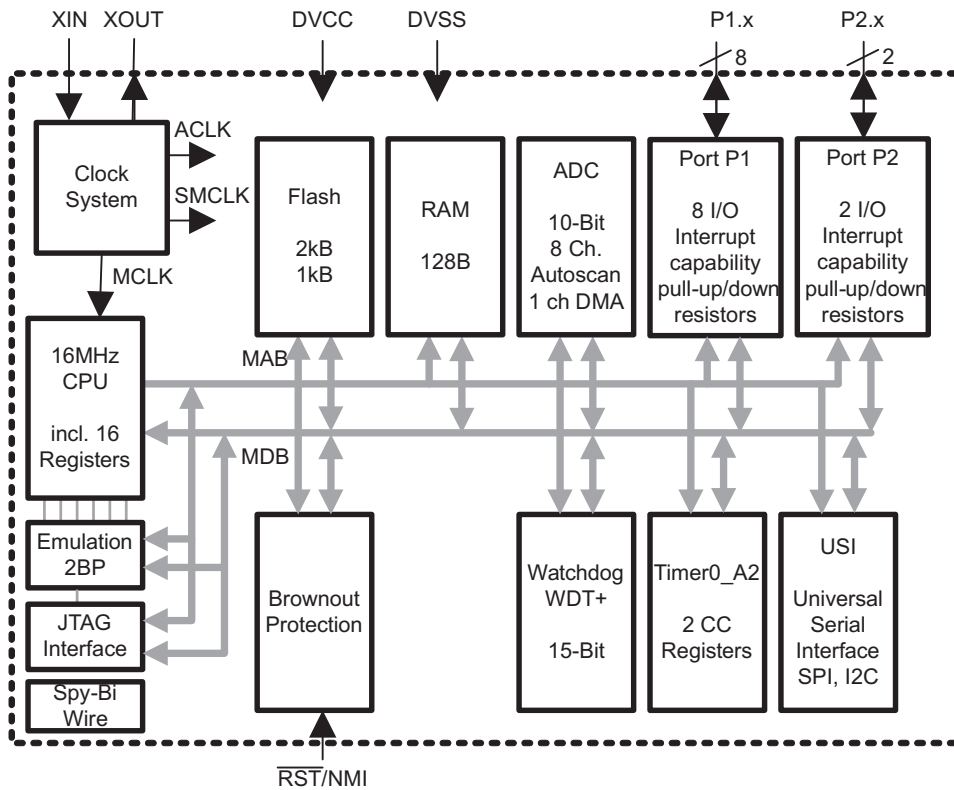 XIN XOUT DVCC DVSS P1.x P2.x
8 2
ACLK
SMCLK
MCLK
Clock
System
Flash
2kB
1kB
RAM
128B
ADC
10-Bit
8 Ch.
Autoscan
1 ch DMA
Port P1
8 I/O
Interrupt
capability
pull-up/down
resistors
Port P2
2 I/O
Interrupt
capability
pull-up/down
resistors
16MHz
CPU
incl. 16
Registers
MAB
MDB
Emulation
2BP
JTAG
Interface
Spy-Bi
Wire
Brownout
Protection
Watchdog
WDT+
15-Bit
Timer0_A2
2 CC
Registers
USI
Universal
Serial
Interface
SPI, I2C
RST/NMI